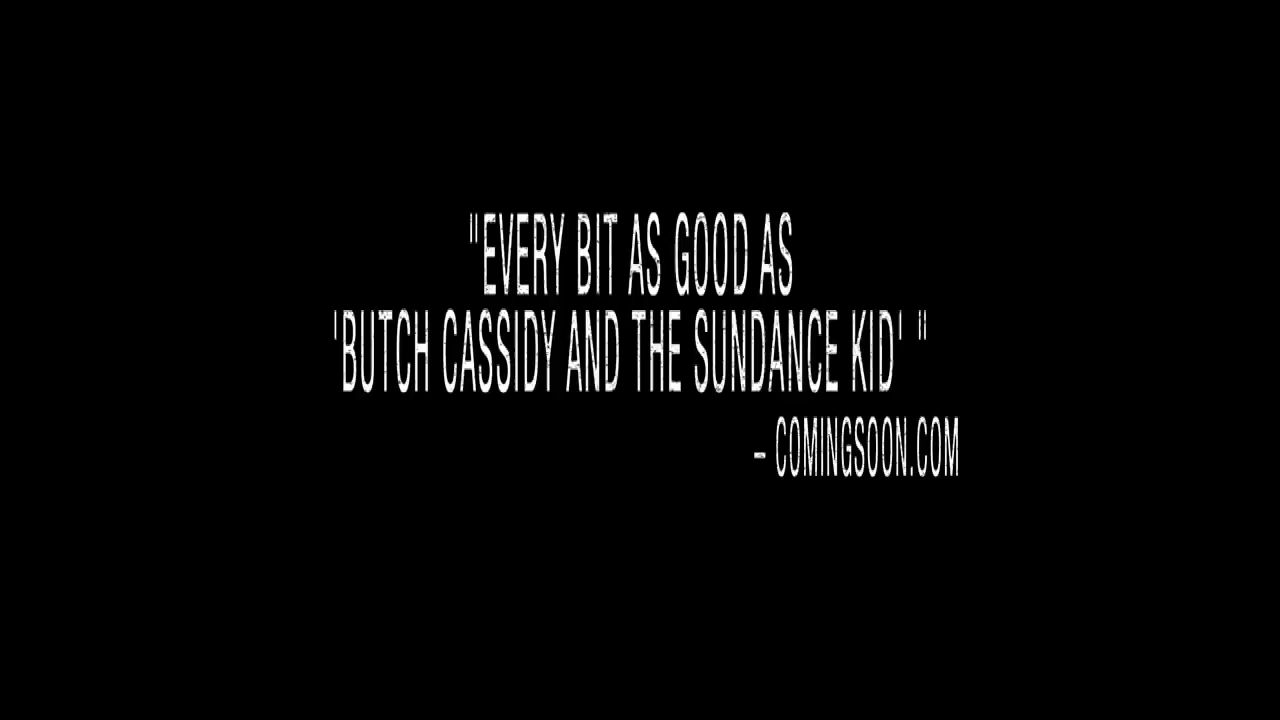 "EVERY BIT AS GOOD AS
'BUTCH CASSIDY AND THE SUNDANCE KID' "
– COMINGSOON.COM